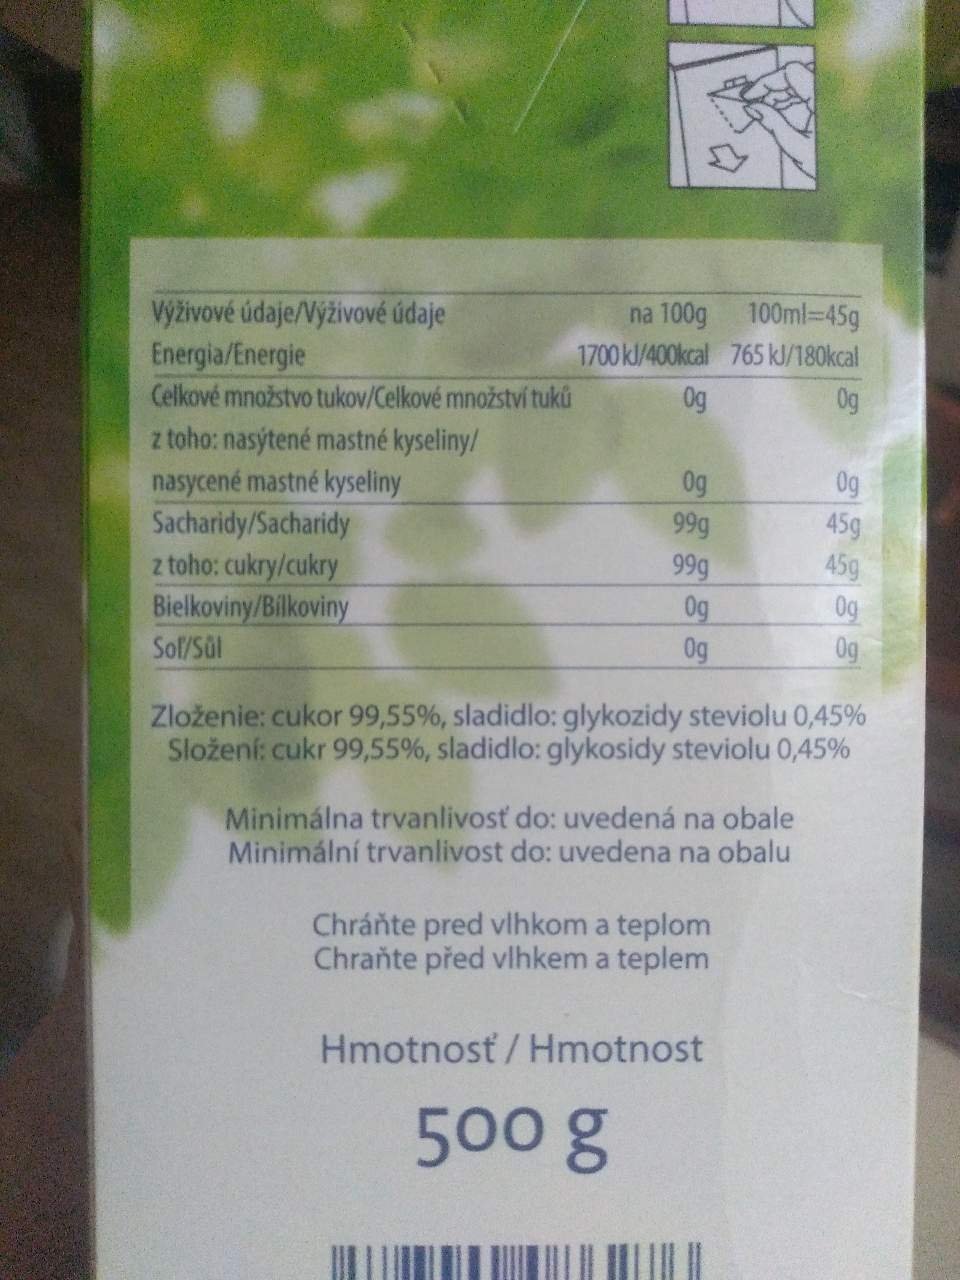 Výživové údaje/Výživové údaje na 100g 100ml=45g
Energia/Energie 1700 kJ/400kcal 765 kJ/180kcal
Celkové množstvo tukov/Celkové množství tuků 0g 0g
z toho: nasýtené mastné kyseliny/
nasycené mastné kyseliny 0g 0g
Sacharidy/Sacharidy 99g 45g
z toho: cukry/cukry 99g 45g
Bielkoviny/Bílkoviny 0g 0g
Soľ/Sůl 0g 0g
Zloženie: cukor 99,55%, sladidlo: glykozidy steviolu 0,45%
Složení: cukr 99,55%, sladidlo: glykosidy steviolu 0,45%
Minimálna trvanlivosť do: uvedená na obale
Minimální trvanlivost do: uvedena na obalu
Chráňte pred vlhkom a teplom
Chraňte před vlhkem a teplem
Hmotnosť / Hmotnost
500 g